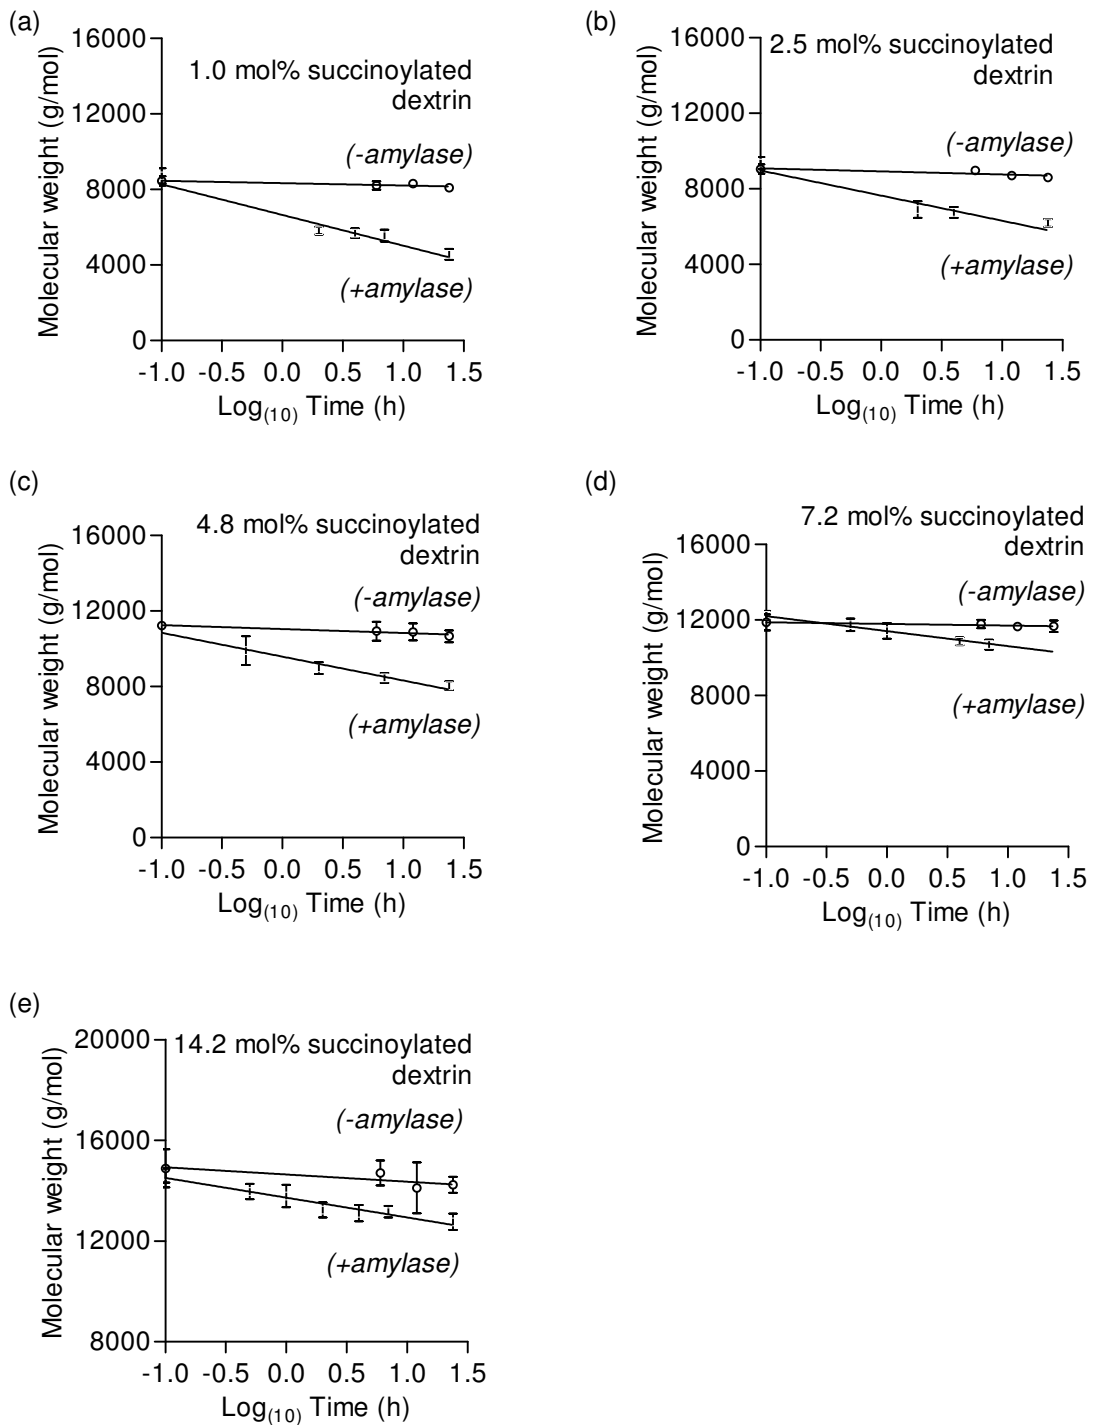 (a)
Molecular weight (g/mol)
16000
12000
8000
4000
0
1.0 mol% succinoylated
dextrin
(-amylase)
(+amylase)
-1.0 -0.5 0.0 0.5 1.0 1.5
Log(10) Time (h)
(b)
Molecular weight (g/mol)
16000
12000
8000
4000
0
2.5 mol% succinoylated
dextrin
(-amylase)
(+amylase)
-1.0 -0.5 0.0 0.5 1.0 1.5
Log(10) Time (h)
(c)
Molecular weight (g/mol)
16000
12000
8000
4000
0
4.8 mol% succinoylated
dextrin
(-amylase)
(+amylase)
-1.0 -0.5 0.0 0.5 1.0 1.5
Log(10) Time (h)
(d)
Molecular weight (g/mol)
16000
12000
8000
4000
0
7.2 mol% succinoylated
dextrin
(-amylase)
(+amylase)
-1.0 -0.5 0.0 0.5 1.0 1.5
Log(10) Time (h)
(e)
Molecular weight (g/mol)
20000
16000
12000
8000
14.2 mol% succinoylated
dextrin
(-amylase)
(+amylase)
-1.0 -0.5 0.0 0.5 1.0 1.5
Log(10) Time (h)